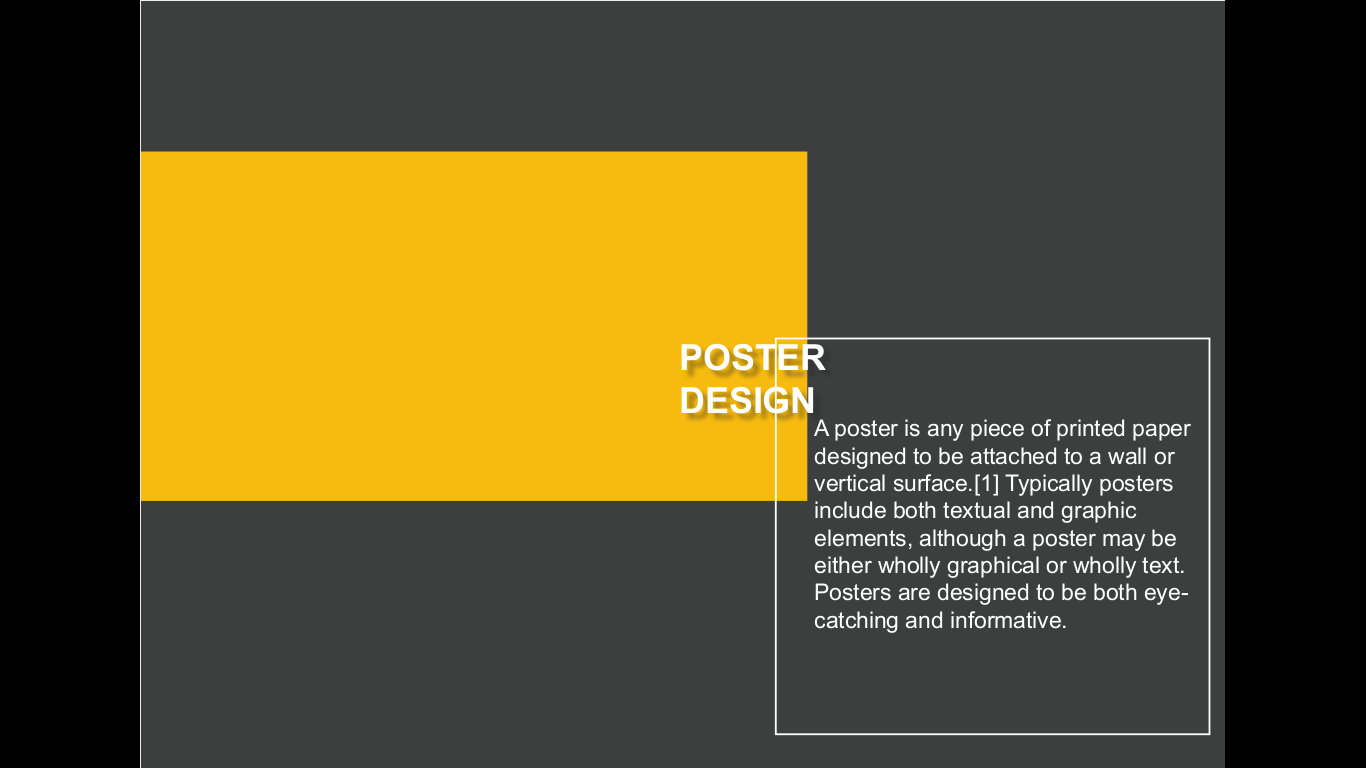 POSTER
DESIGN
A poster is any piece of printed paper
designed to be attached to a wall or
vertical surface.[1] Typically posters
include both textual and graphic
elements, although a poster may be
either wholly graphical or wholly text.
Posters are designed to be both eye-
catching and informative.